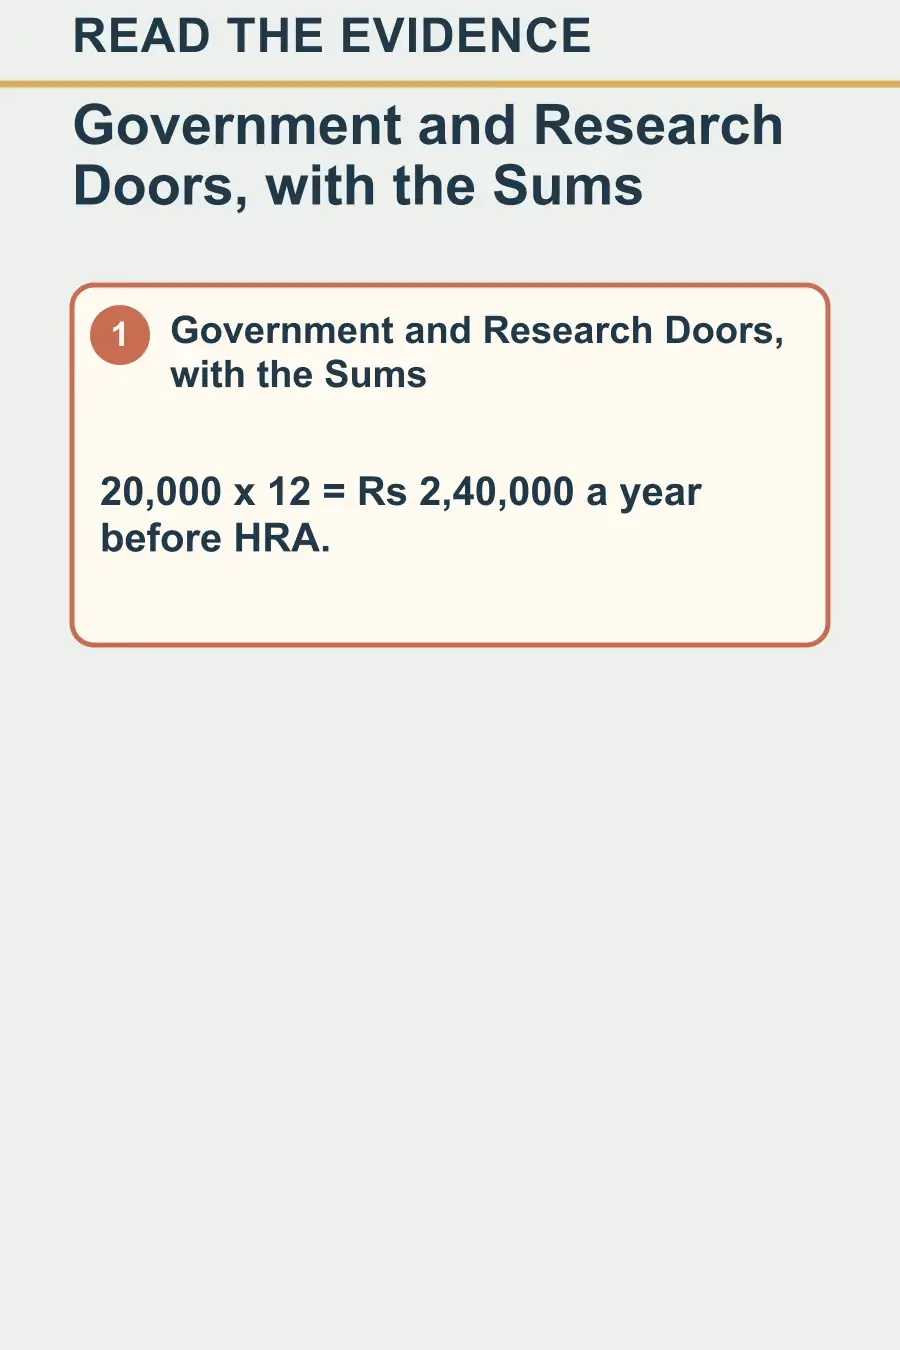 READ THE EVIDENCE
Government and Research
Doors, with the Sums
1
Government and Research Doors,
with the Sums
20,000 x 12 = Rs 2,40,000 a year
before HRA.